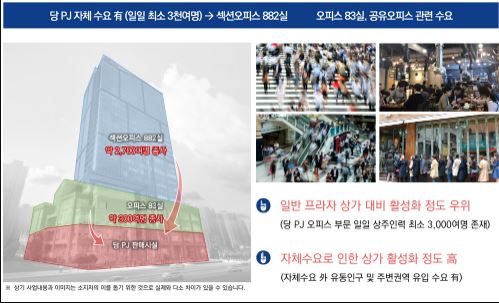 당 PJ 자체 수요 有 (일일 최소 3천여명) → 섹션오피스 882실 오피스 83실, 공유오피스 관련 수요
섹션오피스 882실
약 2,700여명 종사
오피스 83실
약 300여명 종사
당 PJ 판매시설
※ 상기 사업내용과 이미지는 소지자의 이를 돕기 위한 것으로 실제와 다소 차이가 있을 수 있습니다.
일반 프라자 상가 대비 활성화 정도 우위
(당 PJ 오피스 부문 일일 상주인력 최소 3,000여명 존재)
자체수요로 인한 상가 활성화 정도 高
(자체수요 外 유동인구 및 주변권역 유입 수요 有)